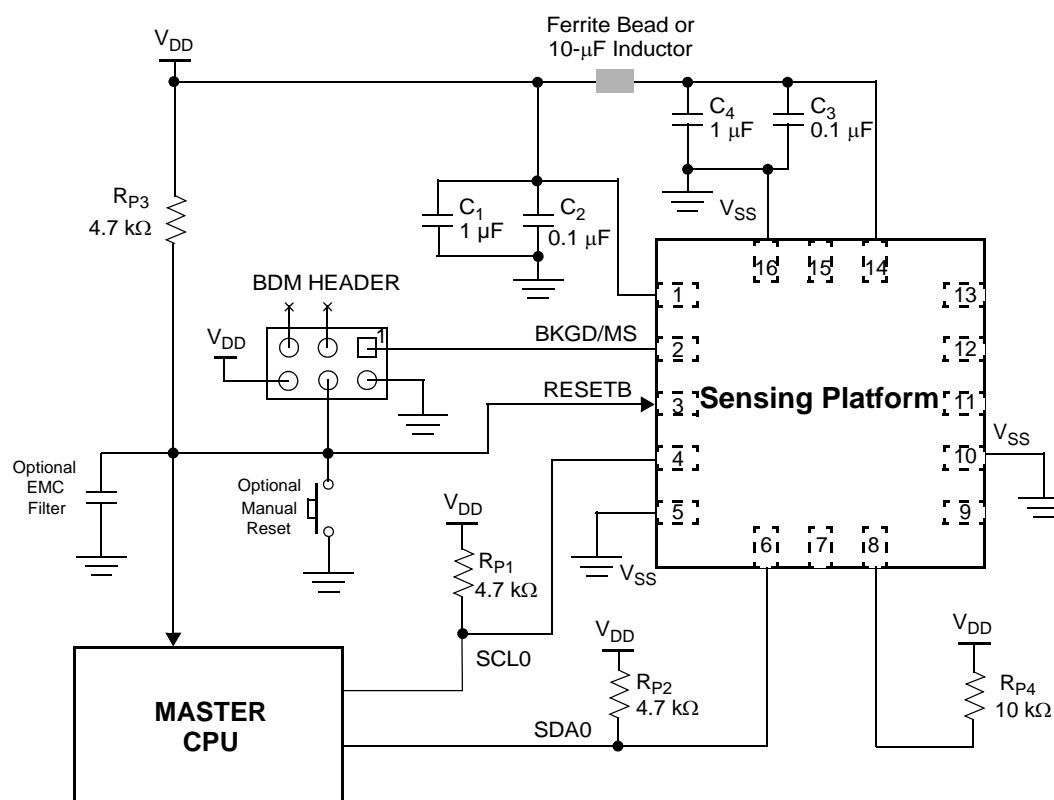 Ferrite Bead or
10-μF Inductor
VDD
C4
1 μF
C3
0.1 μF
RP3
4.7 kΩ
C1
1 µF
C2
0.1 μF
VSS
16 15 14
BDM HEADER
1
VDD
BKGD/MS
RESETB
1
2
3
4
5
Sensing Platform
13
12
11
10
9
VSS
Optional
EMC
Filter
Optional
Manual
Reset
VDD
RP1
4.7 kΩ
VSS
6 7 8
SCL0
VDD
RP2
4.7 kΩ
SDA0
VDD
RP4
10 kΩ
MASTER
CPU